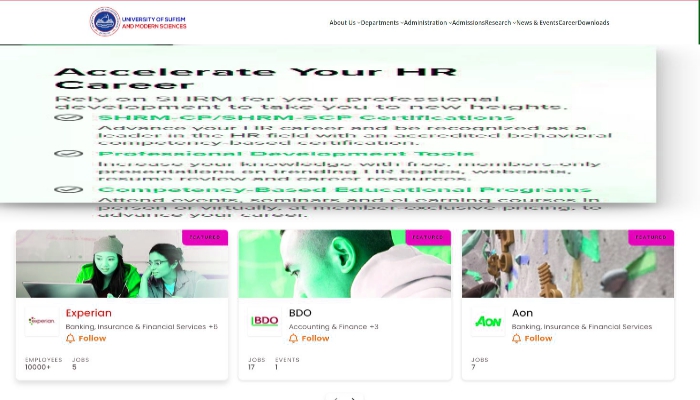 UNIVERSITY OF SUFISM
AND MODERN SCIENCES
About Us Departments Administration Admissions Research News & Events Career Downloads
Accelerate Your HR
Career
Rely on SHRM for your professional
development to take you to new heights.
SHRM-CP/SHRM-SCP Certifications
Advance your HR career and be recognized as a
leader in the HR field with an accredited behavioral
competency-based certification.
Professional Development Tools
Increase your knowledge with free, members-only
presentations on trending HR topics, webcasts,
resume review and career resources.
Competency-Based Educational Programs
Attend events, seminars and eLearning courses in
person or virtually, at member exclusive pricing, to
advance your career.
FEATURED
FEATURED
FEATURED
Experian
Experian
Banking, Insurance & Financial Services +6
Follow
EMPLOYEES JOBS
10000+ 5
BDO
BDO
Accounting & Finance +3
Follow
JOBS EVENTS
17 1
AON
Aon
Banking, Insurance & Financial Services
Follow
JOBS
7